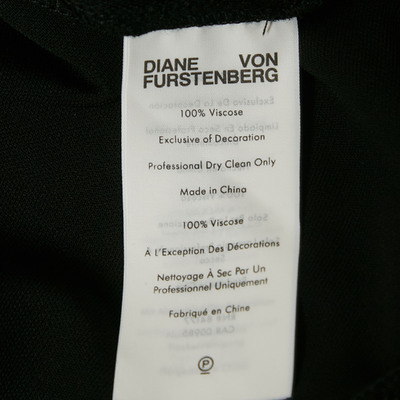 DIANE VON
FURSTENBERG
100% Viscose
Exclusive of Decoration
Professional Dry Clean Only
Made in China
100% Viscose
À L'Exception Des Décorations
Nettoyage À Sec Par Un
Professionnel Uniquement
Fabriqué en Chine
P